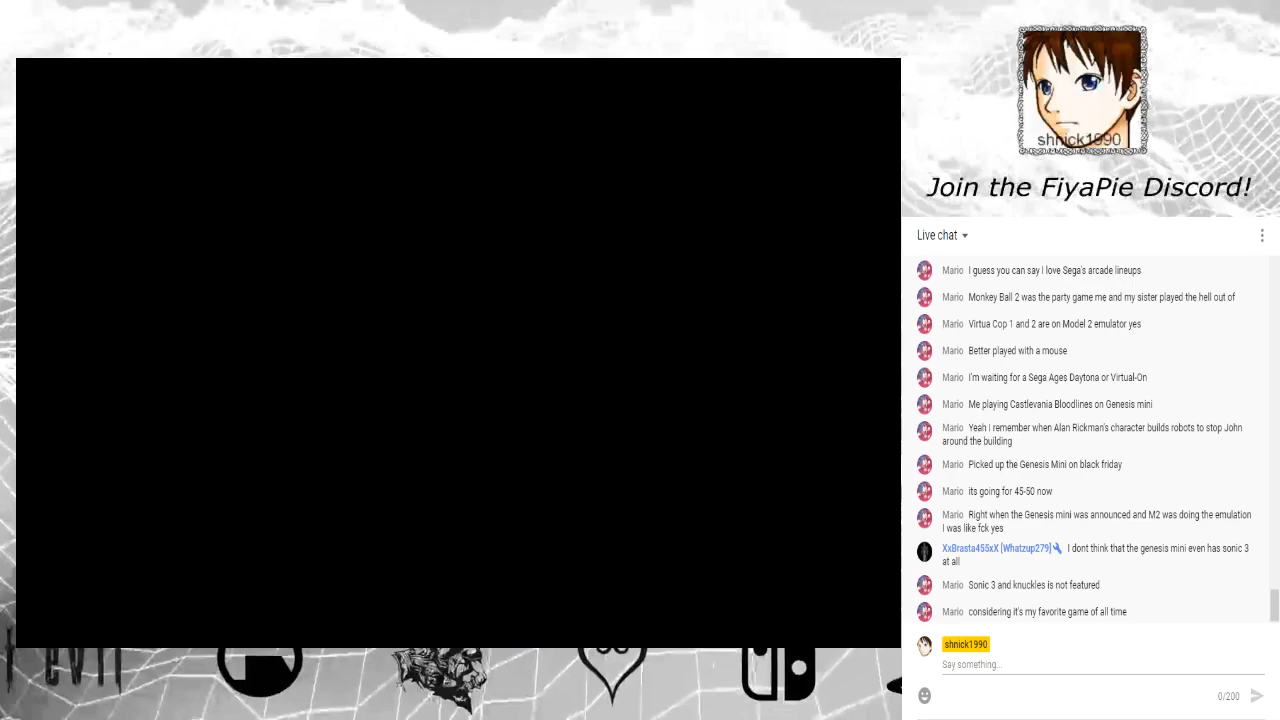 shnick1990
Join the FiyaPie Discord!
Live chat
Mario I guess you can say I love Sega's arcade lineups
Mario Monkey Ball 2 was the party game me and my sister played the hell out of
Mario Virtua Cop 1 and 2 are on Model 2 emulator yes
Mario Better played with a mouse
Mario I'm waiting for a Sega Ages Daytona or Virtual-On
Mario Me playing Castlevania Bloodlines on Genesis mini
Mario Yeah I remember when Alan Rickman's character builds robots to stop John
around the building
Mario Picked up the Genesis Mini on black friday
Mario its going for 45-50 now
Mario Right when the Genesis mini was announced and M2 was doing the emulation
I was like fck yes
XxBrasta455xX [Whatzup279] I dont think that the genesis mini even has sonic 3
at all
Mario Sonic 3 and knuckles is not featured
Mario considering it's my favorite game of all time
shnick1990
Say something...
0/200